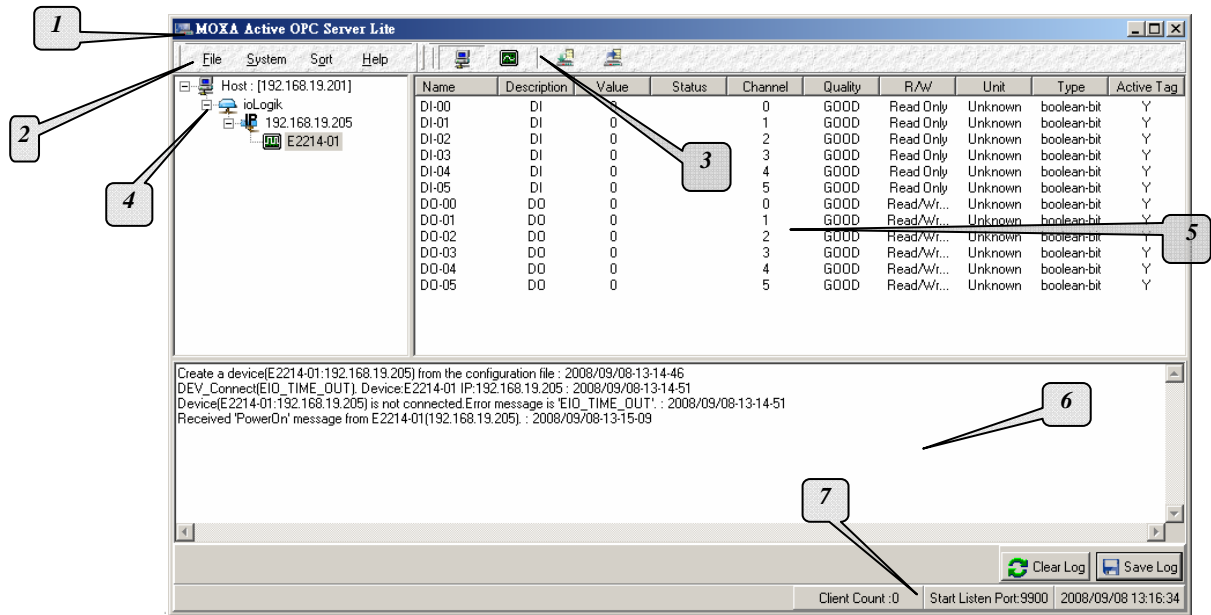 1
MOXA Active OPC Server Lite
2
File System Sort Help
3
4
Host : [192.168.19.201]
ioLogik
192.168.19.205
E2214-01
Name Description Value Status Channel Quality R/W Unit Type Active Tag
DI-00 DI 0 0 GOOD Read Only Unknown boolean-bit Y
DI-01 DI 0 1 GOOD Read Only Unknown boolean-bit Y
DI-02 DI 0 2 GOOD Read Only Unknown boolean-bit Y
DI-03 DI 0 3 GOOD Read Only Unknown boolean-bit Y
DI-04 DI 0 4 GOOD Read Only Unknown boolean-bit Y
DI-05 DI 0 5 GOOD Read Only Unknown boolean-bit Y
DO-00 DO 0 0 GOOD Read/Wr... Unknown boolean-bit Y
DO-01 DO 0 1 GOOD Read/Wr... Unknown boolean-bit Y
DO-02 DO 0 2 GOOD Read/Wr... Unknown boolean-bit Y
DO-03 DO 0 3 GOOD Read/Wr... Unknown boolean-bit Y
DO-04 DO 0 4 GOOD Read/Wr... Unknown boolean-bit Y
DO-05 DO 0 5 GOOD Read/Wr... Unknown boolean-bit Y
5
Create a device(E2214-01:192.168.19.205) from the configuration file : 2008/09/08-13-14-46
DEV_Connect(EIO_TIME_OUT). Device:E2214-01 IP:192.168.19.205 : 2008/09/08-13-14-51
Device(E2214-01:192.168.19.205) is not connected.Error message is 'EIO_TIME_OUT'. : 2008/09/08-13-14-51
Received 'PowerOn' message from E2214-01(192.168.19.205). : 2008/09/08-13-15-09
6
7
Clear Log Save Log
Client Count :0 Start Listen Port:9900 2008/09/08 13:16:34